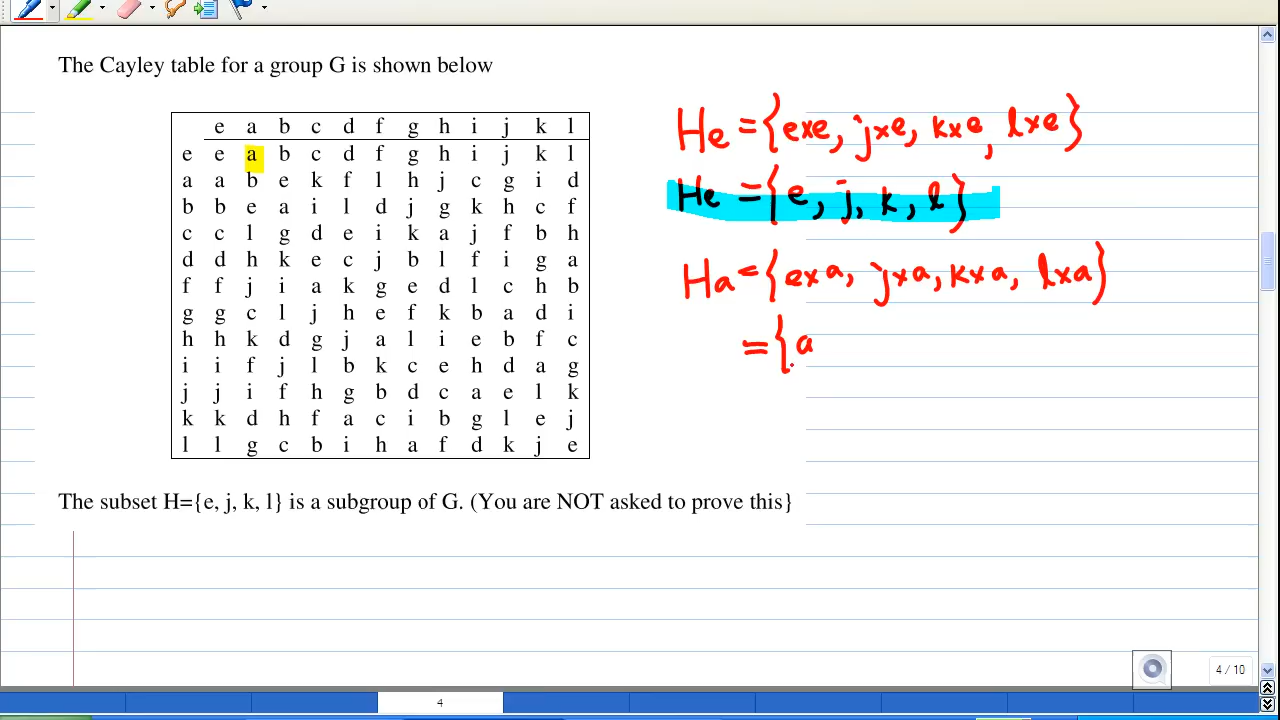 The Cayley table for a group G is shown below
e a b c d f g h i j k l
e e a b c d f g h i j k l
a a b e k f l h j c g i d
b b e a i l d j g k h c f
c c l g d e i k a j f b h
d d h k e c j b l f i g a
f f j i a k g e d l c h b
g g c l j h e f k b a d i
h h k d g j a l i e b f c
i i f j l b k c e h d a g
j j i f h g b d c a e l k
k k d h f a c i b g l e j
l l g c b i h a f d k j e
The subset H={e, j, k, l} is a subgroup of G. (You are NOT asked to prove this}
He = {e×e, j×e, k×e, l×e}
He = {e, j, k, l}
Ha = {e×a, j×a, k×a, l×a}
= {a
4 / 10
4